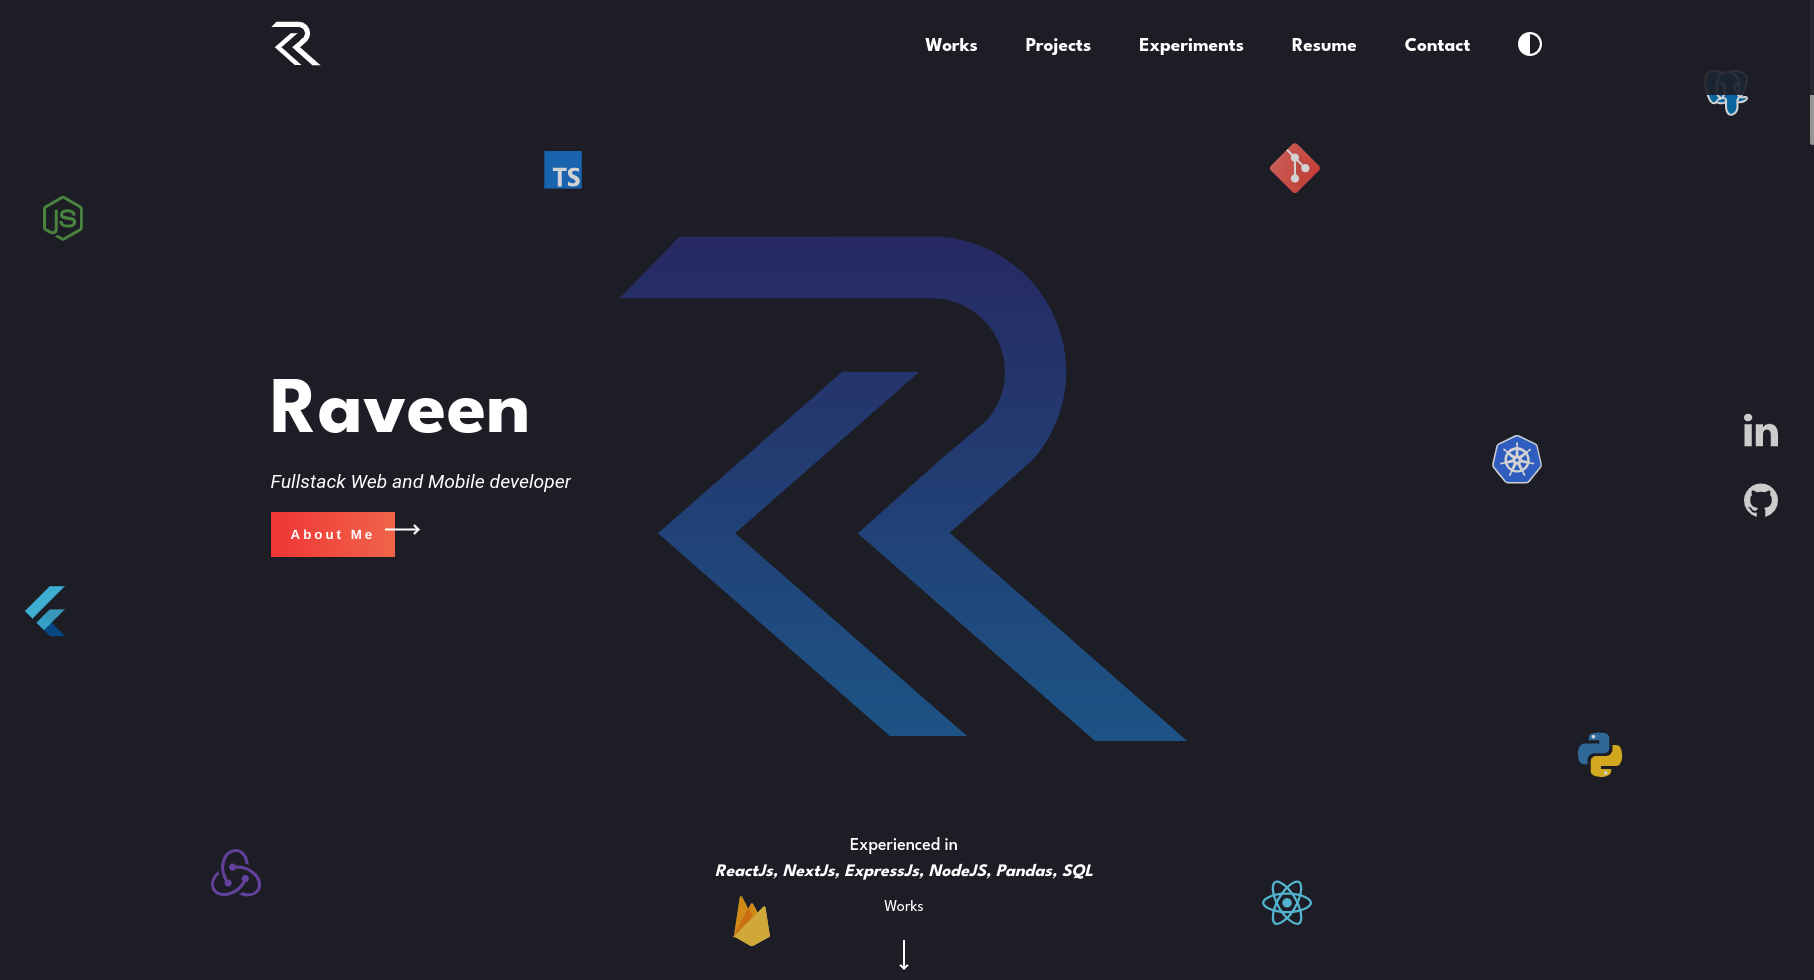 Works
Projects
Experiments
Resume
Contact
TS
JS
Raveen
in
Fullstack Web and Mobile developer
About Me
Experienced in
ReactJs, NextJs, ExpressJs, NodeJS, Pandas, SQL
Works